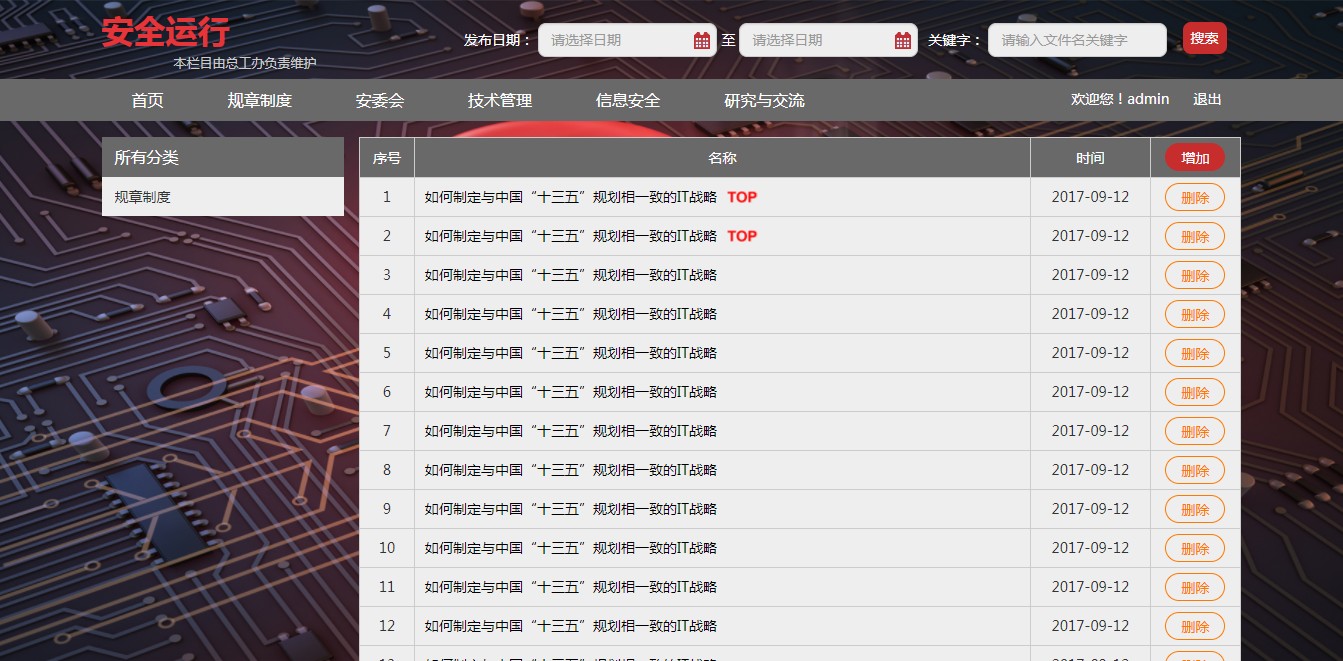 安全运行
本栏目由总工办负责维护
发布日期： 请选择日期 至 请选择日期 关键字： 请输入文件名关键字 搜索
首页 规章制度 安委会 技术管理 信息安全 研究与交流 欢迎您！admin 退出
所有分类
规章制度
序号 名称 时间 增加
1 如何制定与中国“十三五”规划相一致的IT战略 TOP 2017-09-12 删除
2 如何制定与中国“十三五”规划相一致的IT战略 TOP 2017-09-12 删除
3 如何制定与中国“十三五”规划相一致的IT战略 2017-09-12 删除
4 如何制定与中国“十三五”规划相一致的IT战略 2017-09-12 删除
5 如何制定与中国“十三五”规划相一致的IT战略 2017-09-12 删除
6 如何制定与中国“十三五”规划相一致的IT战略 2017-09-12 删除
7 如何制定与中国“十三五”规划相一致的IT战略 2017-09-12 删除
8 如何制定与中国“十三五”规划相一致的IT战略 2017-09-12 删除
9 如何制定与中国“十三五”规划相一致的IT战略 2017-09-12 删除
10 如何制定与中国“十三五”规划相一致的IT战略 2017-09-12 删除
11 如何制定与中国“十三五”规划相一致的IT战略 2017-09-12 删除
12 如何制定与中国“十三五”规划相一致的IT战略 2017-09-12 删除